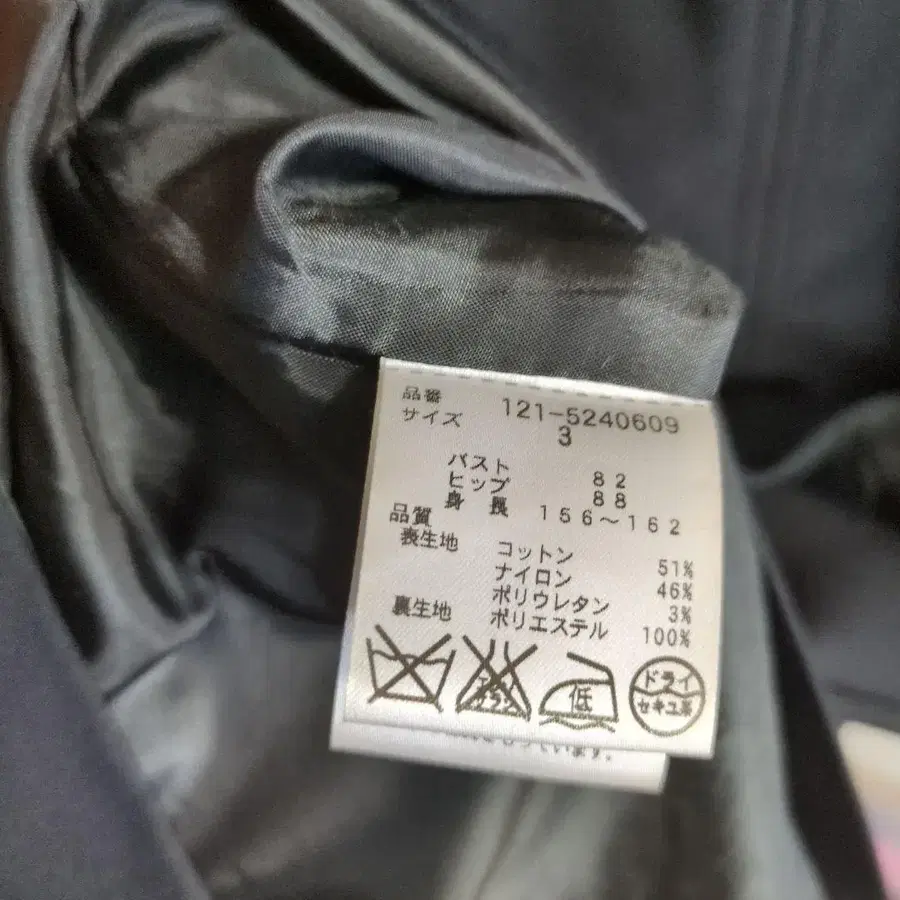 品番 121-5240609
サイズ 3
バスト 82
ヒップ 88
身長 156～162
品質
表生地 コットン 51%
ナイロン 46%
ポリウレタン 3%
裏生地 ポリエステル 100%
低
ドライ
セキユ系
います。